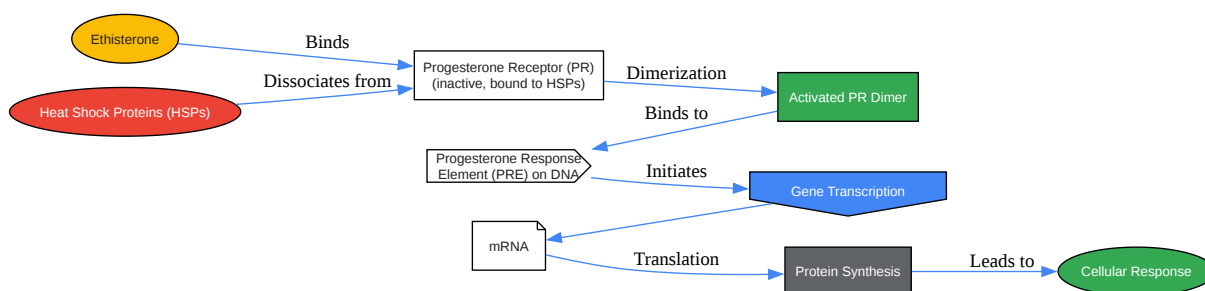 Ethisterone
Binds
Progesterone Receptor (PR)
(inactive, bound to HSPs)
Heat Shock Proteins (HSPs)
Dissociates from
Dimerization
Activated PR Dimer
Binds to
Progesterone Response
Element (PRE) on DNA
Initiates
Gene Transcription
mRNA
Translation
Protein Synthesis
Leads to
Cellular Response